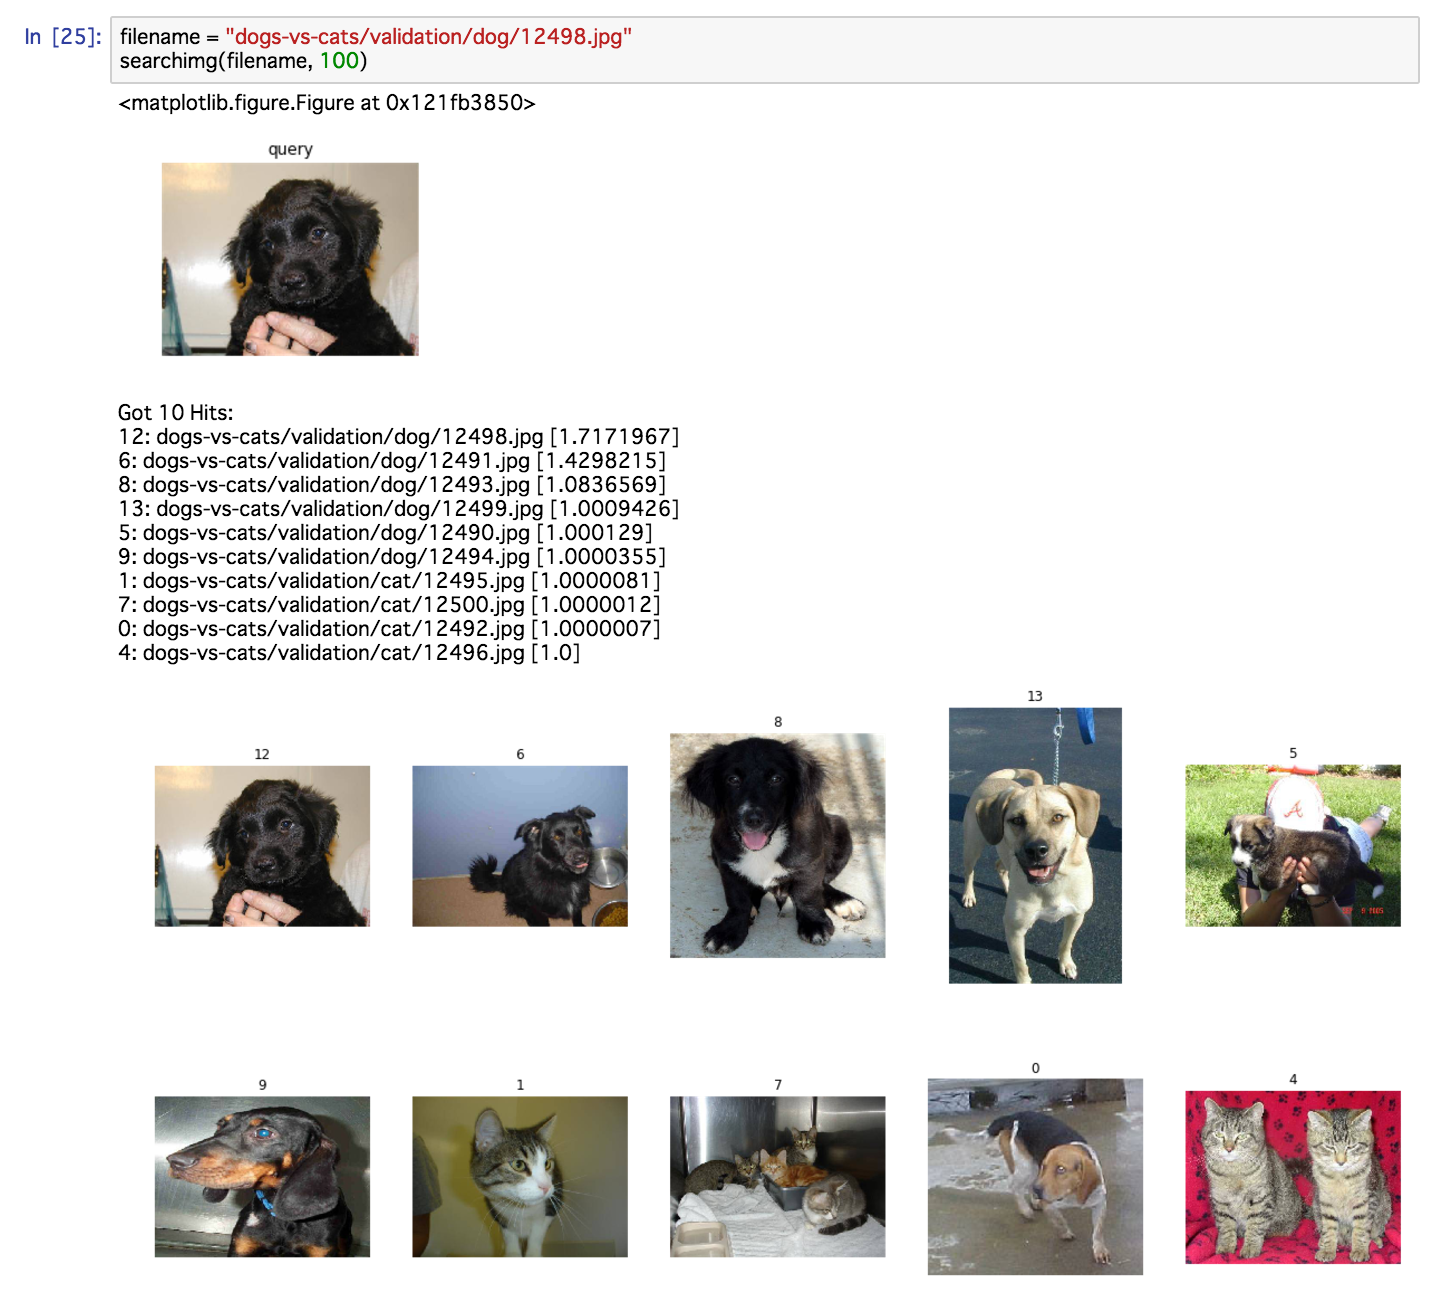 In [25]:
filename = "dogs-vs-cats/validation/dog/12498.jpg"
searchimg(filename, 100)
<matplotlib.figure.Figure at 0x121fb3850>
query
Got 10 Hits:
12: dogs-vs-cats/validation/dog/12498.jpg [1.7171967]
6: dogs-vs-cats/validation/dog/12491.jpg [1.4298215]
8: dogs-vs-cats/validation/dog/12493.jpg [1.0836569]
13: dogs-vs-cats/validation/dog/12499.jpg [1.0009426]
5: dogs-vs-cats/validation/dog/12490.jpg [1.000129]
9: dogs-vs-cats/validation/dog/12494.jpg [1.0000355]
1: dogs-vs-cats/validation/cat/12495.jpg [1.0000081]
7: dogs-vs-cats/validation/cat/12500.jpg [1.0000012]
0: dogs-vs-cats/validation/cat/12492.jpg [1.0000007]
4: dogs-vs-cats/validation/cat/12496.jpg [1.0]
12
6
8
13
5
A
9
1
7
0
4